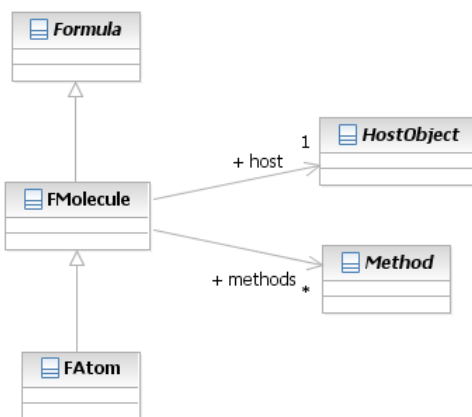 Formula
1
HostObject
+ host
FMolecule
Method
+ methods
*
FAtom